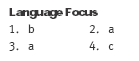 Language Focus
1. b 2. a
3. a 4. c